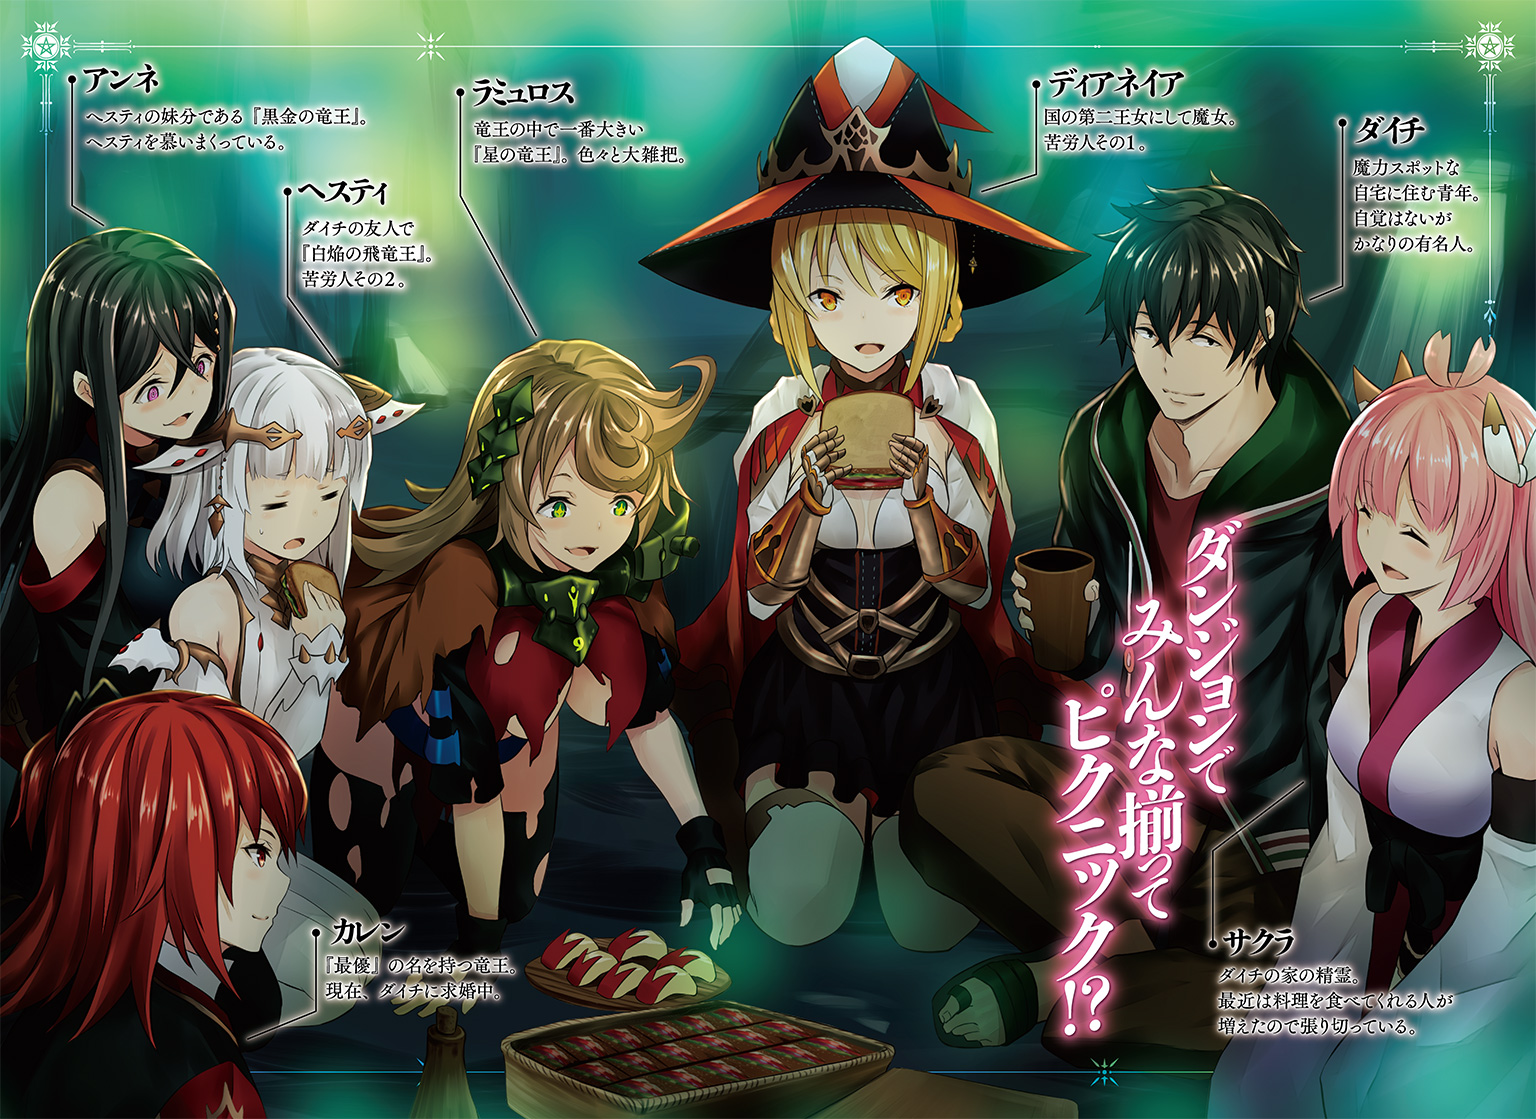 アンネ
ヘスティの妹分である『黒金の竜王』。
ヘスティを慕いまくっている。
ヘスティ
ダイチの友人で
『白焔の飛竜王』。
苦労人その2。
ラミュロス
竜王の中で一番大きい
『星の竜王』。色々と大雑把。
ディアネイア
国の第二王女にして魔女。
苦労人その1。
ダイチ
魔力スポットな
自宅に住む青年。
自覚はないが
かなりの有名人。
ダンジョンで
みんな揃って
ピクニック!?
カレン
『最優』の名を持つ竜王。
現在、ダイチに求婚中。
サクラ
ダイチの家の精霊。
最近は料理を食べてくれる人が
増えたので張り切っている。
9